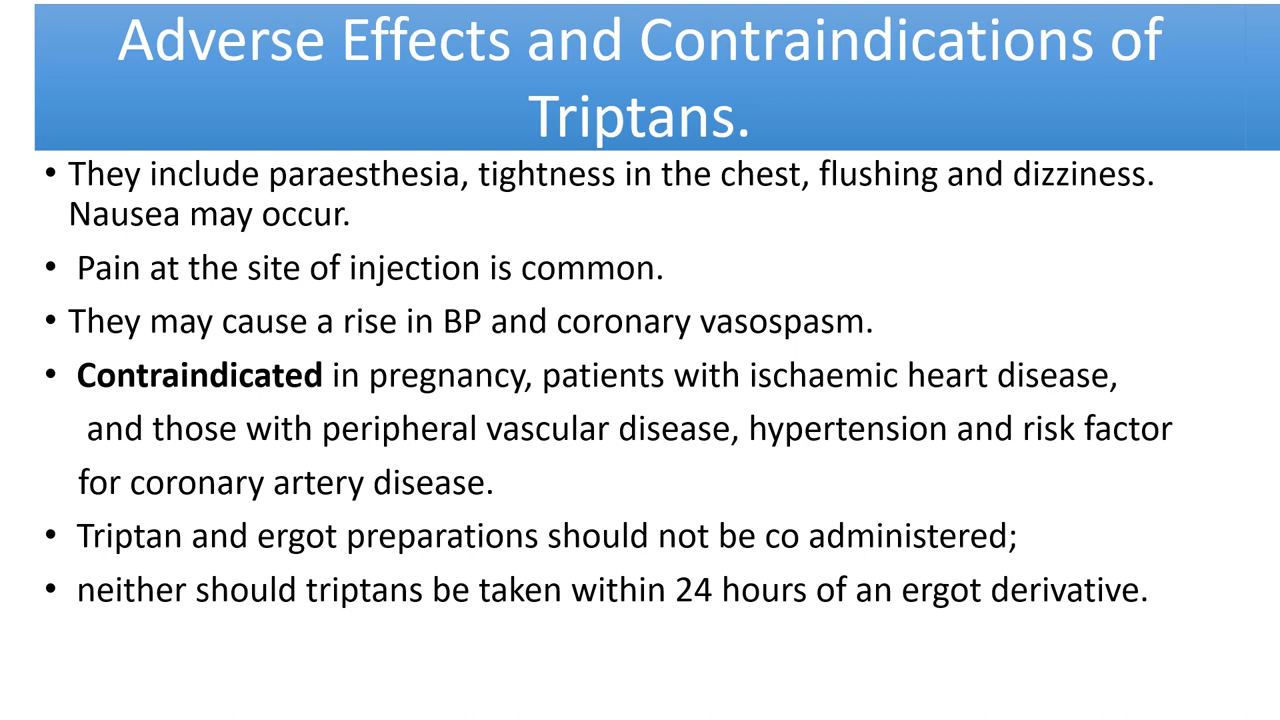 Adverse Effects and Contraindications of
Triptans.
• They include paraesthesia, tightness in the chest, flushing and dizziness.
Nausea may occur.
• Pain at the site of injection is common.
• They may cause a rise in BP and coronary vasospasm.
• Contraindicated in pregnancy, patients with ischaemic heart disease,
and those with peripheral vascular disease, hypertension and risk factor
for coronary artery disease.
• Triptan and ergot preparations should not be co administered;
• neither should triptans be taken within 24 hours of an ergot derivative.